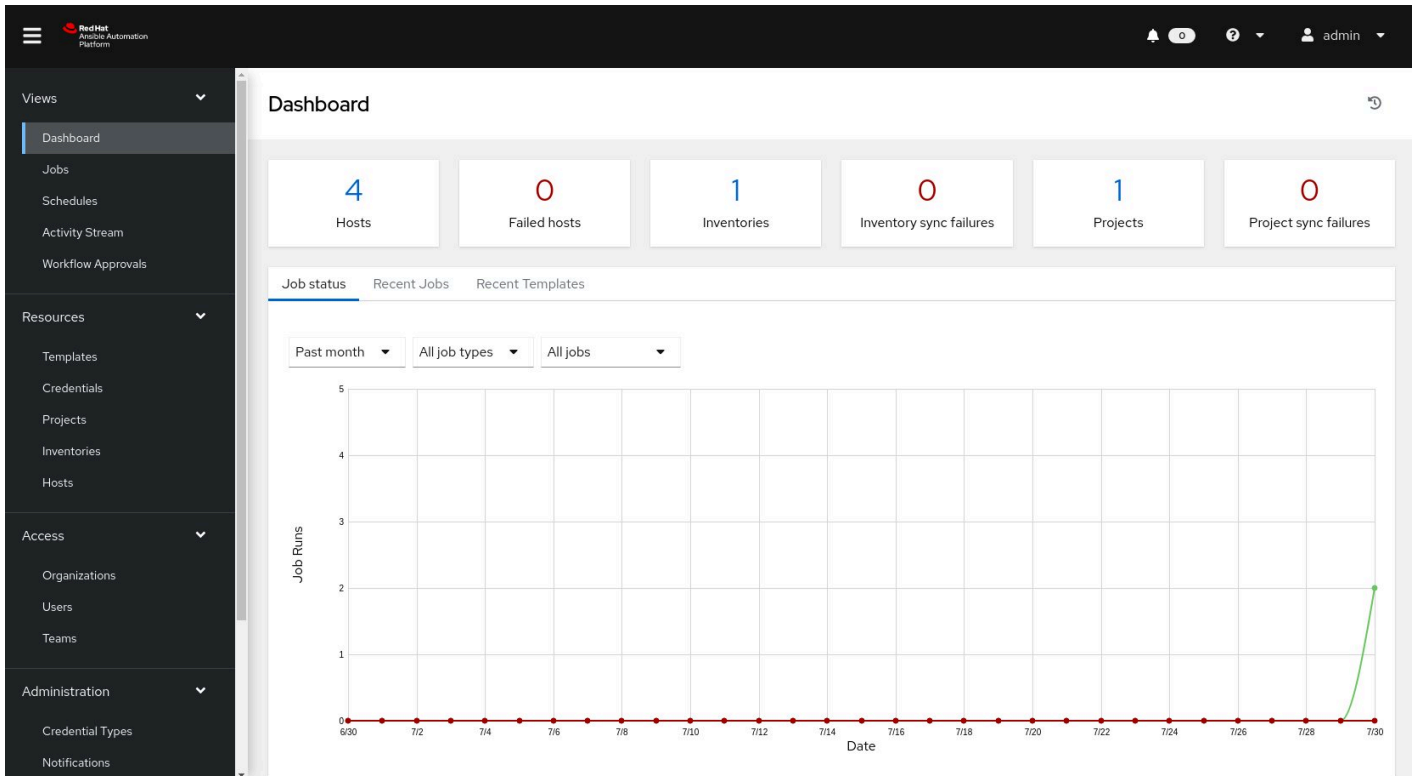 Red Hat
Ansible Automation
Platform
0
admin
Views
Dashboard
Jobs
Schedules
Activity Stream
Workflow Approvals
Resources
Templates
Credentials
Projects
Inventories
Hosts
Access
Organizations
Users
Teams
Administration
Credential Types
Notifications
Dashboard
4 0 1 0 1 0
Hosts Failed hosts Inventories Inventory sync failures Projects Project sync failures
Job status Recent Jobs Recent Templates
Past month All job types All jobs
5
4
3
2
1
0
Job Runs
6/30 7/2 7/4 7/6 7/8 7/10 7/12 7/14 7/16 7/18 7/20 7/22 7/24 7/26 7/28 7/30
Date